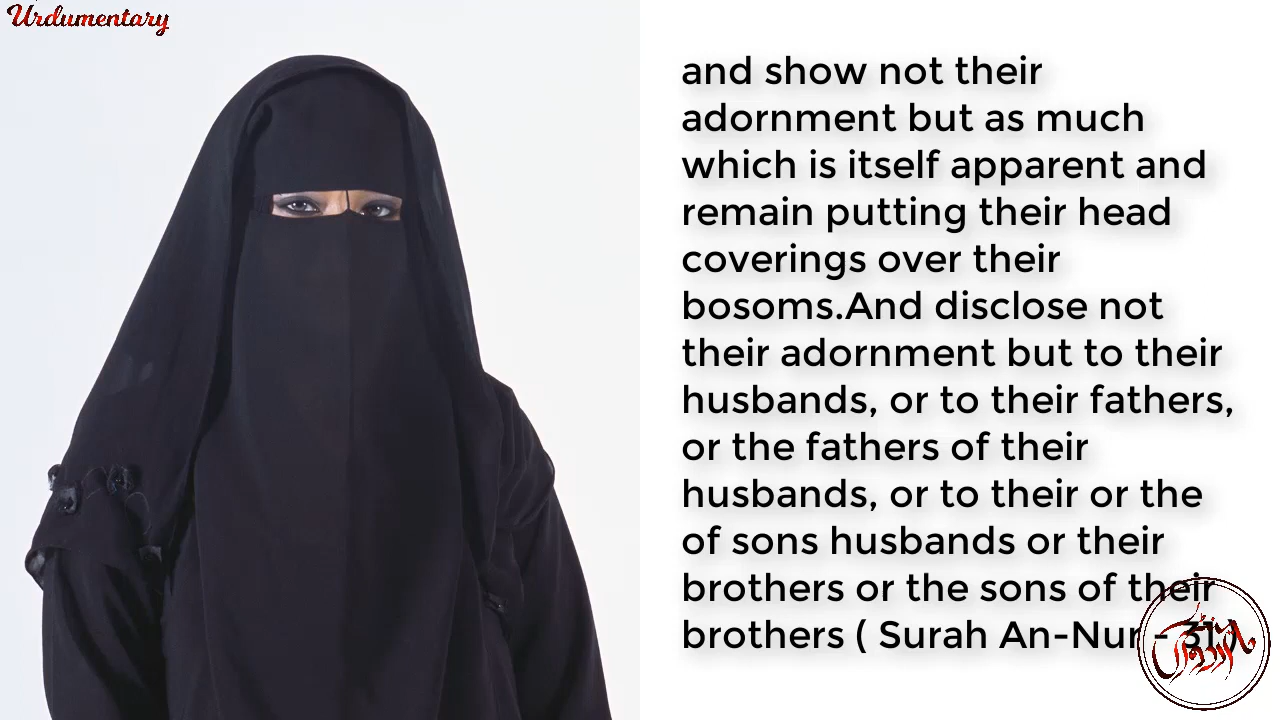 Urdumentary
and show not their
adornment but as much
which is itself apparent and
remain putting their head
coverings over their
bosoms.And disclose not
their adornment but to their
husbands, or to their fathers,
or the fathers of their
husbands, or to their or the
of sons husbands or their
brothers or the sons of their
brothers ( Surah An-Nur - 31 )